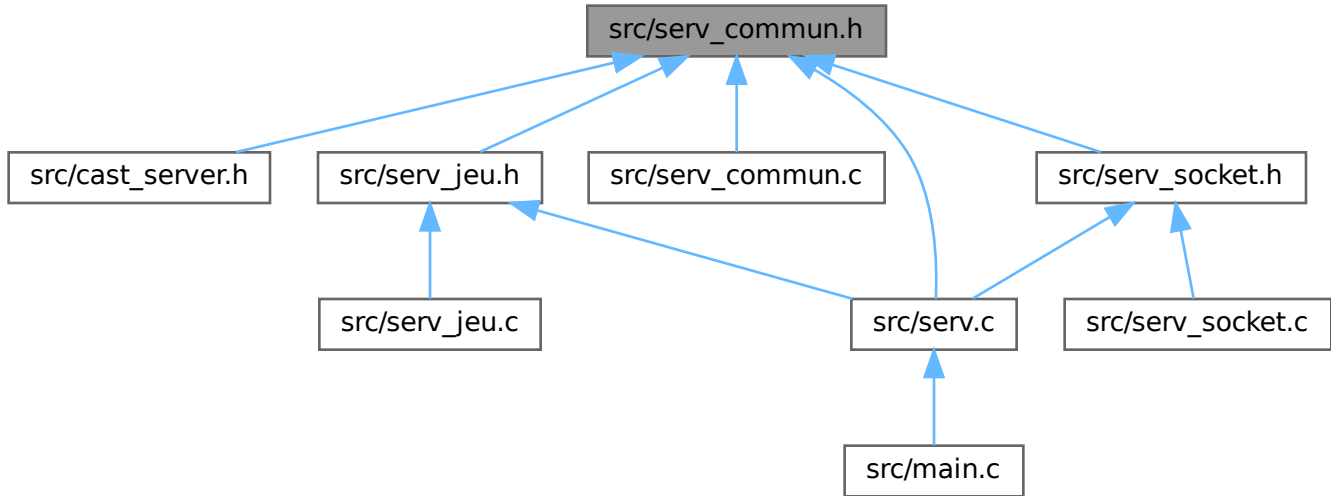 src/serv_commun.h
src/cast_server.h
src/serv_jeu.h
src/serv_commun.c
src/serv_socket.h
src/serv_jeu.c
src/serv.c
src/serv_socket.c
src/main.c